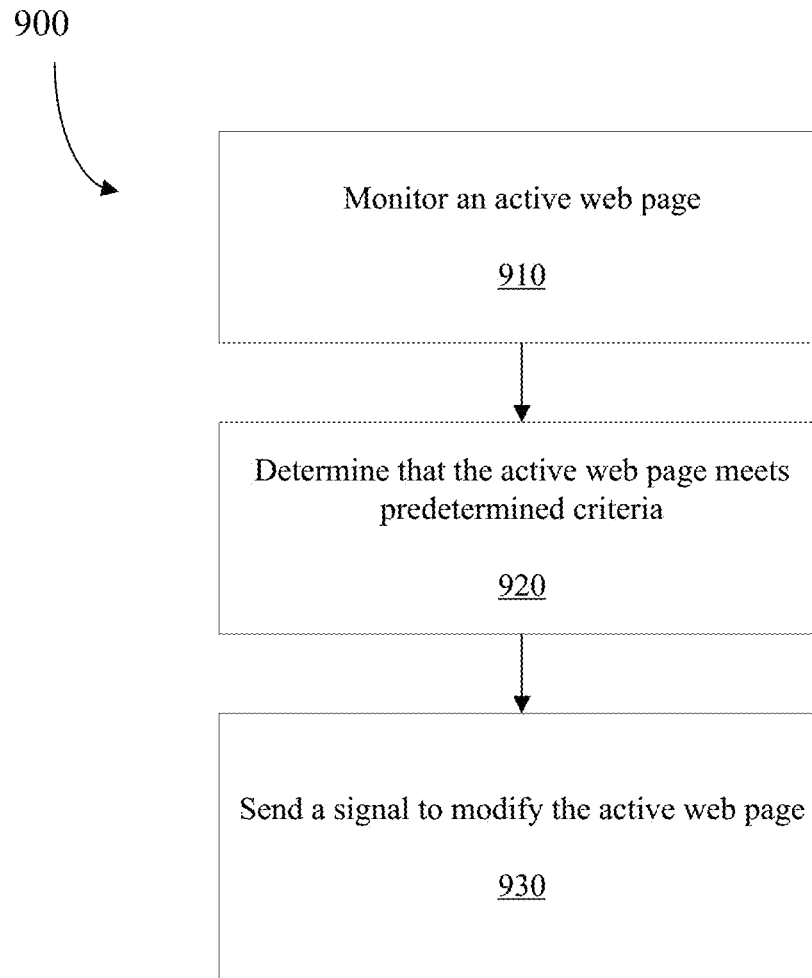 900
Monitor an active web page
910
Determine that the active web page meets
predetermined criteria
920
Send a signal to modify the active web page
930